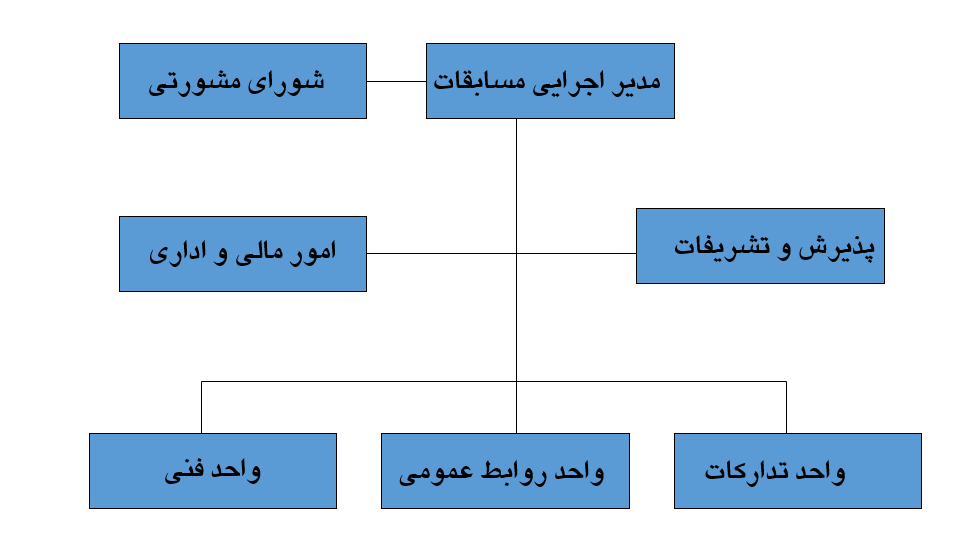 مدیر اجرایی مسابقات
شورای مشورتی
پذیرش و تشریفات
امور مالی و اداری
واحد تدارکات
واحد روابط عمومی
واحد فنی